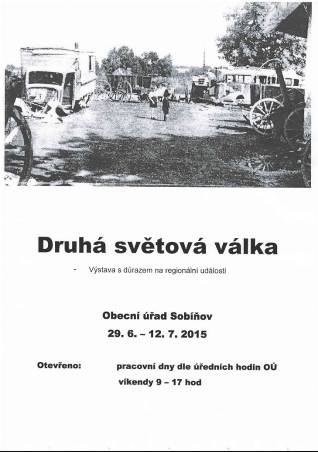 Druhá světová válka
- Výstava s důrazem na regionální události
Obecní úřad Sobíňov
29. 6. – 12. 7. 2015
Otevřeno: pracovní dny dle úředních hodin OÚ
víkendy 9 – 17 hod